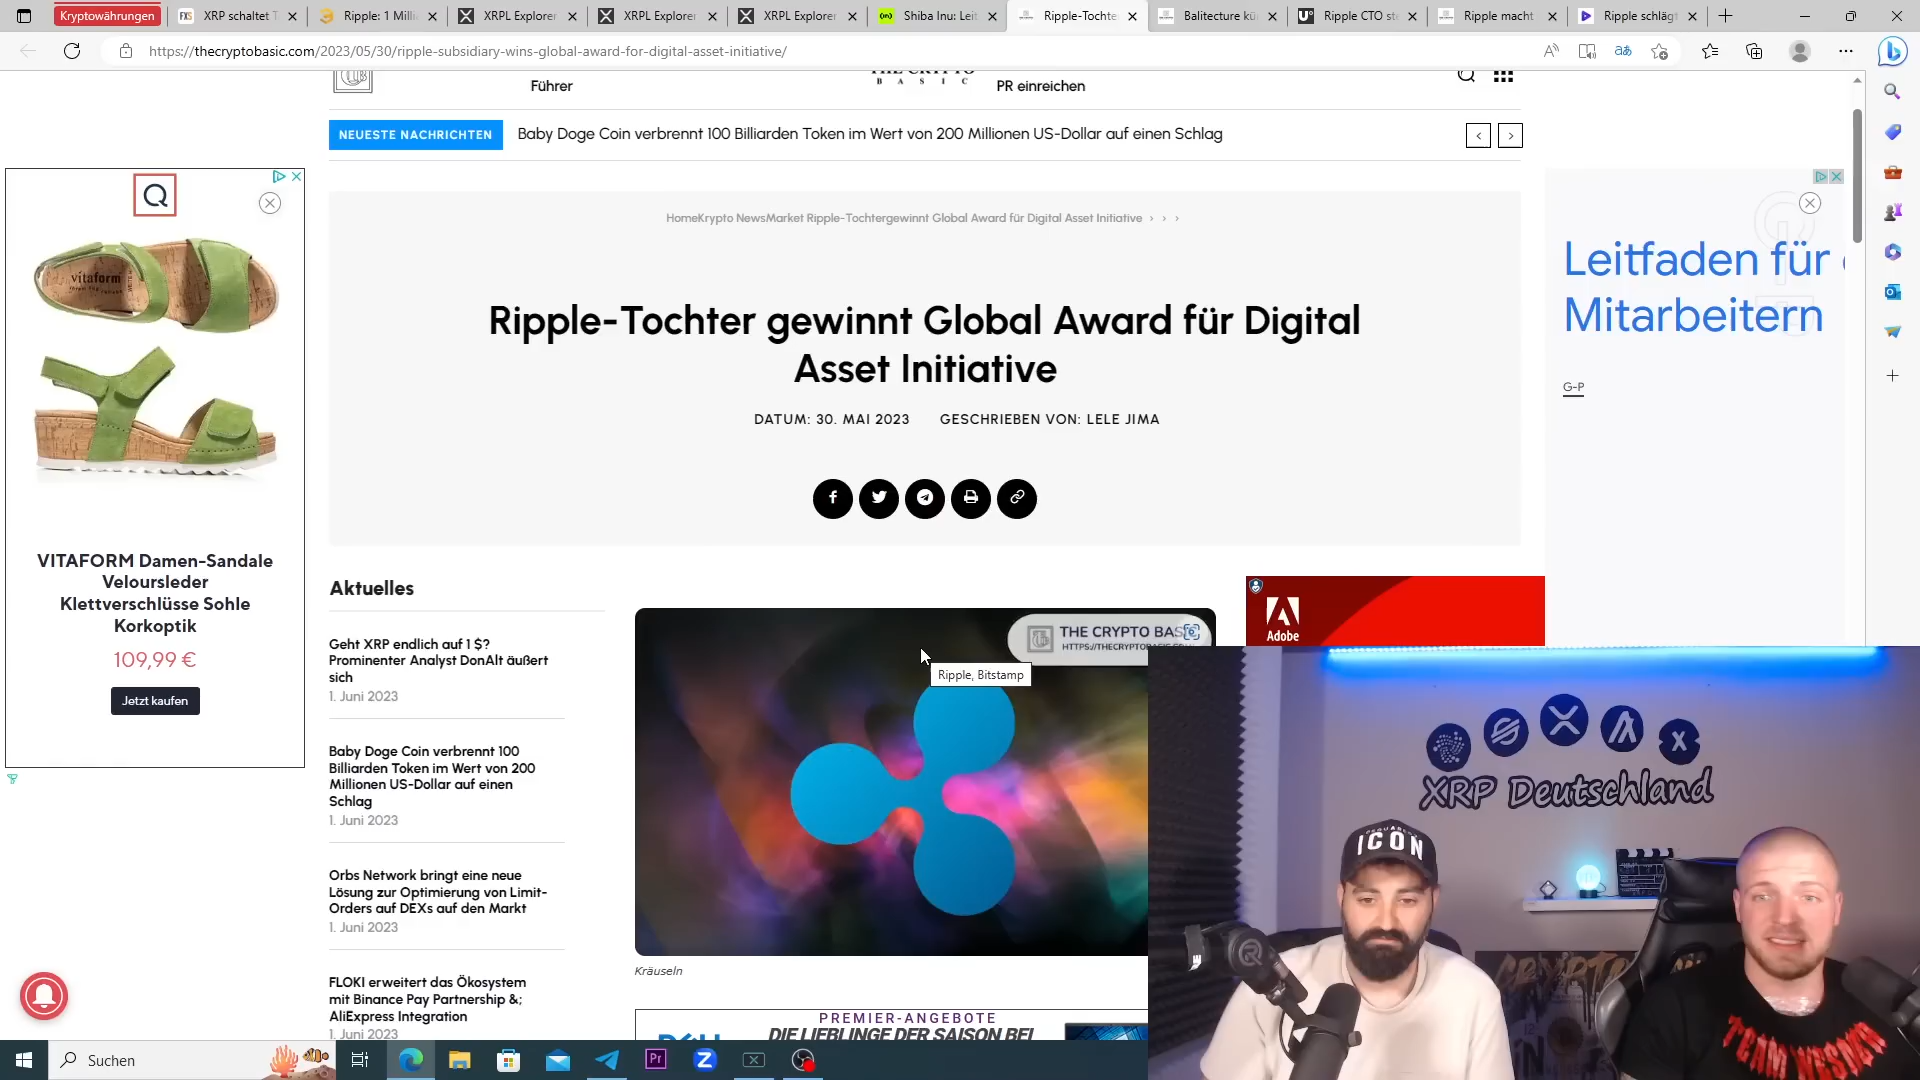 Kryptowährungen
XRP schaltet T
Ripple: 1 Milli
XRPL Explorer
XRPL Explorer
XRPL Explorer
Shiba Inu: Leit
Ripple-Tochte
Balitecture kü
Ripple CTO st
Ripple macht
Ripple schläg
https://thecryptobasic.com/2023/05/30/ripple-subsidiary-wins-global-award-for-digital-asset-initiative/
Führer
BASIC
PR einreichen
NEUESTE NACHRICHTEN
Baby Doge Coin verbrennt 100 Billiarden Token im Wert von 200 Millionen US-Dollar auf einen Schlag
HomeKrypto NewsMarket Ripple-Tochtergewinnt Global Award für Digital Asset Initiative › › ›
Ripple-Tochter gewinnt Global Award für Digital
Asset Initiative
DATUM: 30. MAI 2023
GESCHRIEBEN VON: LELE JIMA
vitaform
VITAFORM Damen-Sandale
Veloursleder
Klettverschlüsse Sohle
Korkoptik
109,99 €
Jetzt kaufen
Leitfaden für
Mitarbeitern
G-P
Aktuelles
Geht XRP endlich auf 1 $?
Prominenter Analyst DonAlt äußert
sich
1. Juni 2023
Baby Doge Coin verbrennt 100
Billiarden Token im Wert von 200
Millionen US-Dollar auf einen
Schlag
1. Juni 2023
Orbs Network bringt eine neue
Lösung zur Optimierung von Limit-
Orders auf DEXs auf den Markt
1. Juni 2023
FLOKI erweitert das Ökosystem
mit Binance Pay Partnership &;
AliExpress Integration
1. Juni 2023
THE CRYPTO BAS
Ripple, Bitstamp
Kräuseln
PREMIER-ANGEBOTE
DIE LIEBLINGE DER SAISON BEI
Adobe
XRP Deutschland
ICON
CRYPTO
Suchen